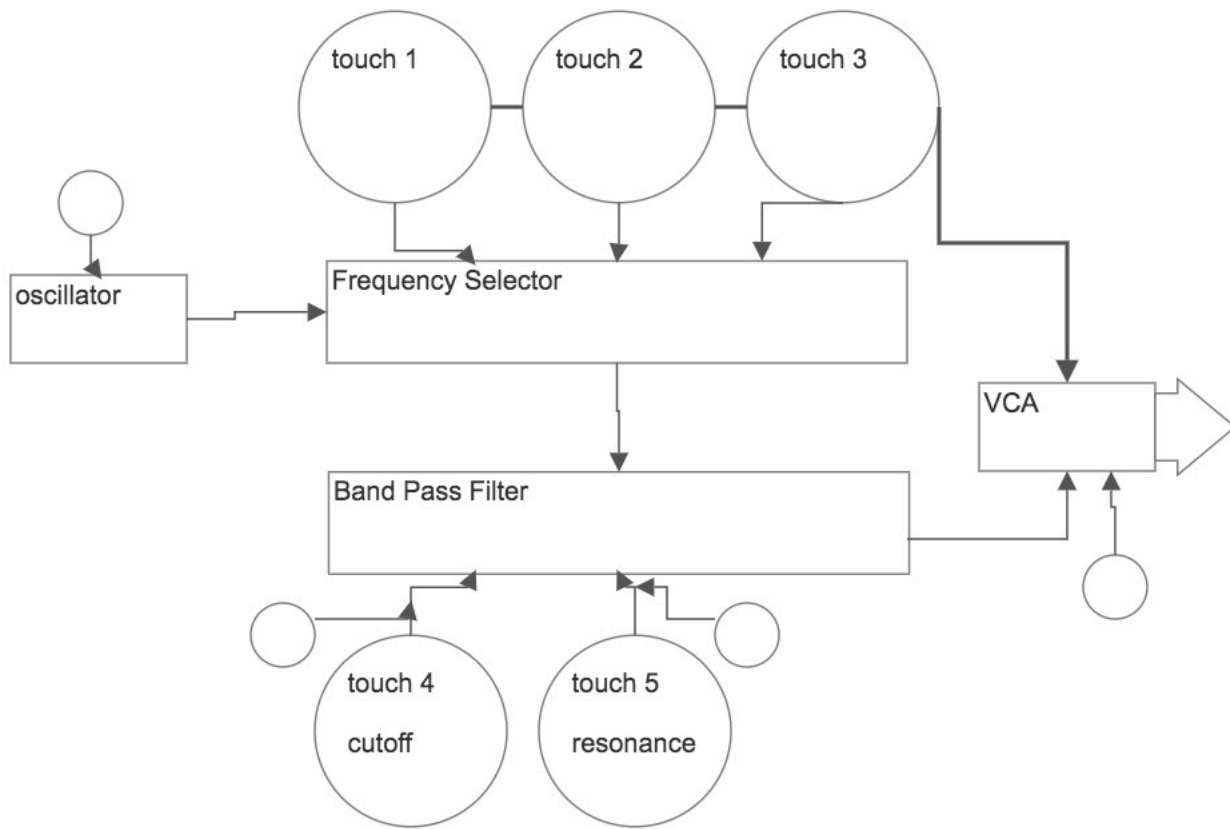 touch 1
touch 2
touch 3
oscillator
Frequency Selector
VCA
Band Pass Filter
touch 4
cutoff
touch 5
resonance